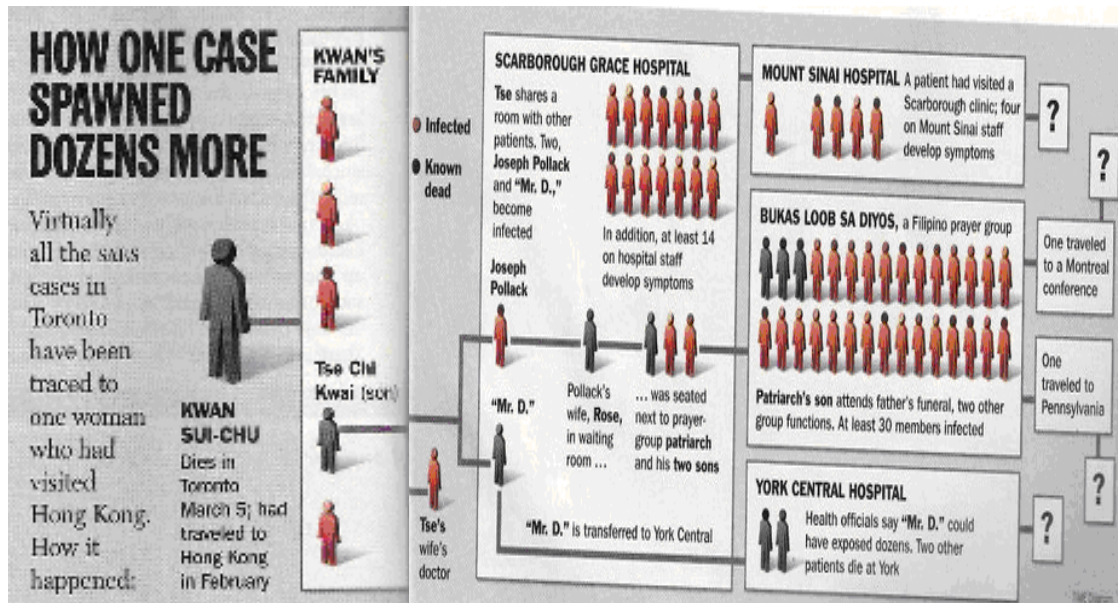 HOW ONE CASE
SPAWNED
DOZENS MORE
Virtually
all the SARS
cases in
Toronto
have been
traced to
one woman
who had
visited
Hong Kong.
How it
happened:
KWAN
SUI-CHU
Dies in
Toronto
March 5; had
traveled to
Hong Kong
in February
KWAN'S
FAMILY
Tse Chi
Kwai (son)
Infected
Known
dead
Tse's
wife's
doctor
SCARBOROUGH GRACE HOSPITAL
Tse shares a
room with other
patients. Two,
Joseph Pollack
and "Mr. D.,"
become
infected
In addition, at least 14
on hospital staff
develop symptoms
Joseph
Pollack
"Mr. D."
Pollack's
wife, Rose,
in waiting
room ...
... was seated
next to prayer-
group patriarch
and his two sons
"Mr. D." is transferred to York Central
MOUNT SINAI HOSPITAL A patient had visited a
Scarborough clinic; four
on Mount Sinai staff
develop symptoms
?
BUKAS LOOB SA DIYOS, a Filipino prayer group
Patriarch's son attends father's funeral, two other
group functions. At least 30 members infected
?
One traveled
to a Montreal
conference
One
traveled to
Pennsylvania
?
YORK CENTRAL HOSPITAL
Health officials say "Mr. D." could
have exposed dozens. Two other
patients die at York
?